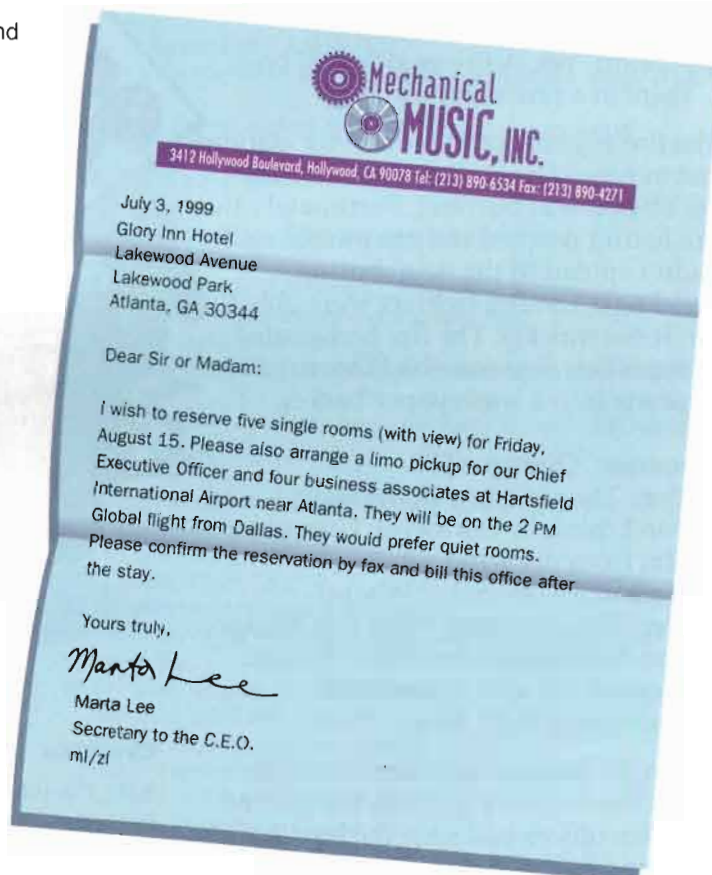 nd
Mechanical
MUSIC, INC.
3412 Hollywood Boulevard, Hollywood, CA 90078 Tel: (213) 890-6534 Fax: (213) 890-4271
July 3, 1999
Glory Inn Hotel
Lakewood Avenue
Lakewood Park
Atlanta, GA 30344
Dear Sir or Madam:
I wish to reserve five single rooms (with view) for Friday,
August 15. Please also arrange a limo pickup for our Chief
Executive Officer and four business associates at Hartsfield
International Airport near Atlanta. They will be on the 2 PM
Global flight from Dallas. They would prefer quiet rooms.
Please confirm the reservation by fax and bill this office after
the stay.
Yours truly,
Marta Lee
Marta Lee
Secretary to the C.E.O.
ml/zf